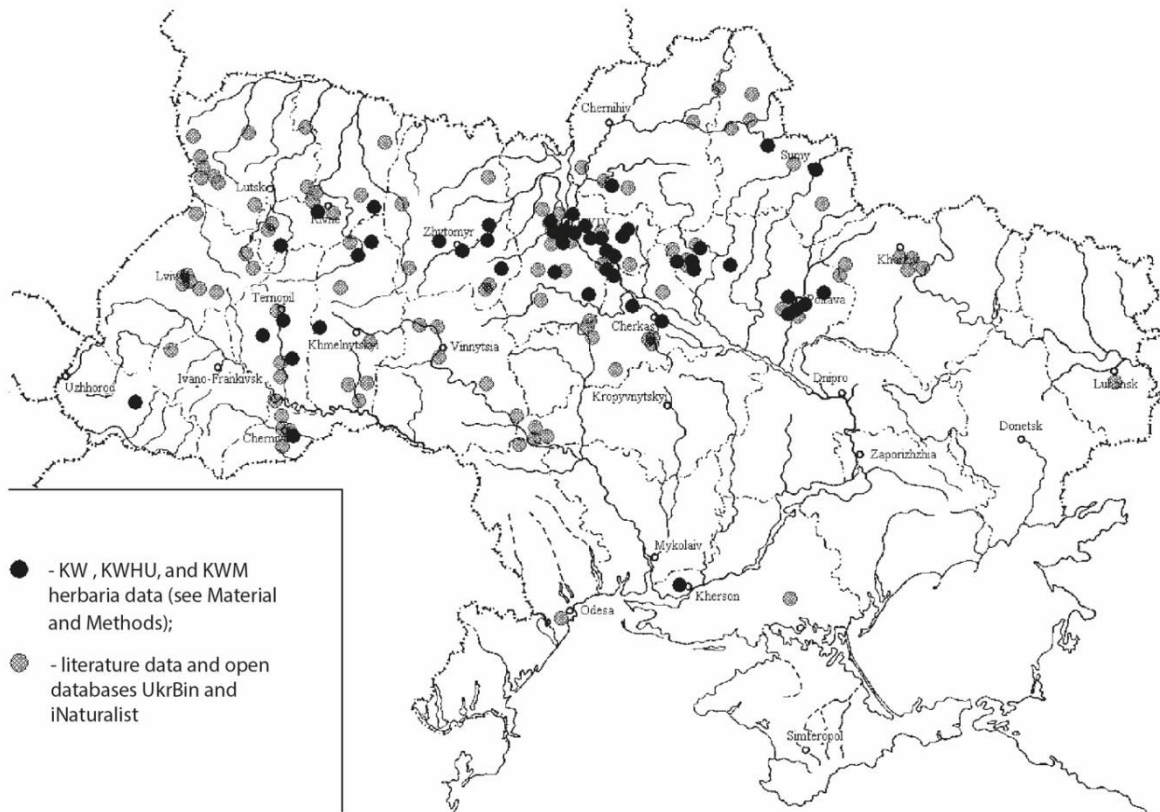 Chernihiv
Sumy
Lutsk
Rivne
Zhytomyr
KYIV
Kharkiv
Lviv
Ternopil
Poltava
Cherkasy
Khmelnytskyi
Vinnytsia
Uzhhorod
Ivano-Frankivsk
Luhansk
Dnipro
Kropyvnytskyi
Chernivtsi
Donetsk
Zaporizhzhia
Mykolaiv
Kherson
Odesa
Simferopol
- KW , KWHU, and KWM
herbaria data (see Material
and Methods);
- literature data and open
databases UkrBin and
iNaturalist